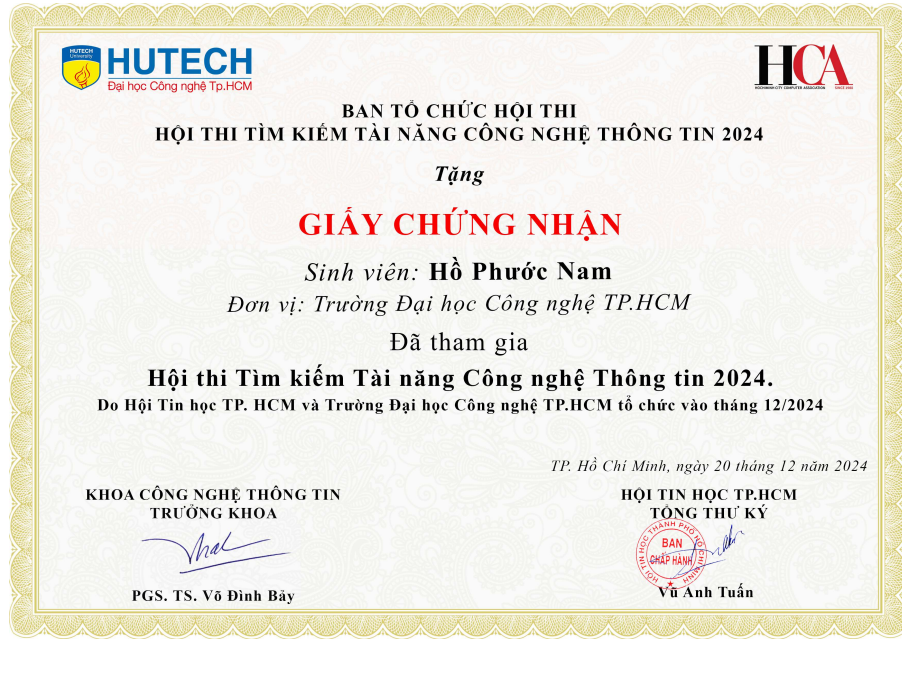 HUTECH
University
HUTECH
Đại học Công nghệ Tp.HCM
HCA
HOCHIMINH CITY COMPUTER ASSOCIATION SINCE 1988
BAN TỔ CHỨC HỘI THI
HỘI THI TÌM KIẾM TÀI NĂNG CÔNG NGHỆ THÔNG TIN 2024
Tặng
GIẤY CHỨNG NHẬN
Sinh viên: Hồ Phước Nam
Đơn vị: Trường Đại học Công nghệ TP.HCM
Đã tham gia
Hội thi Tìm kiếm Tài năng Công nghệ Thông tin 2024.
Do Hội Tin học TP. HCM và Trường Đại học Công nghệ TP.HCM tổ chức vào tháng 12/2024
TP. Hồ Chí Minh, ngày 20 tháng 12 năm 2024
KHOA CÔNG NGHỆ THÔNG TIN
TRƯỞNG KHOA
PGS. TS. Võ Đình Bảy
HỘI TIN HỌC TP.HCM
TỔNG THƯ KÝ
HỘI TIN HỌC THÀNH PHỐ HỒ CHÍ MINH
BAN
CHẤP HÀNH
Vũ Anh Tuấn